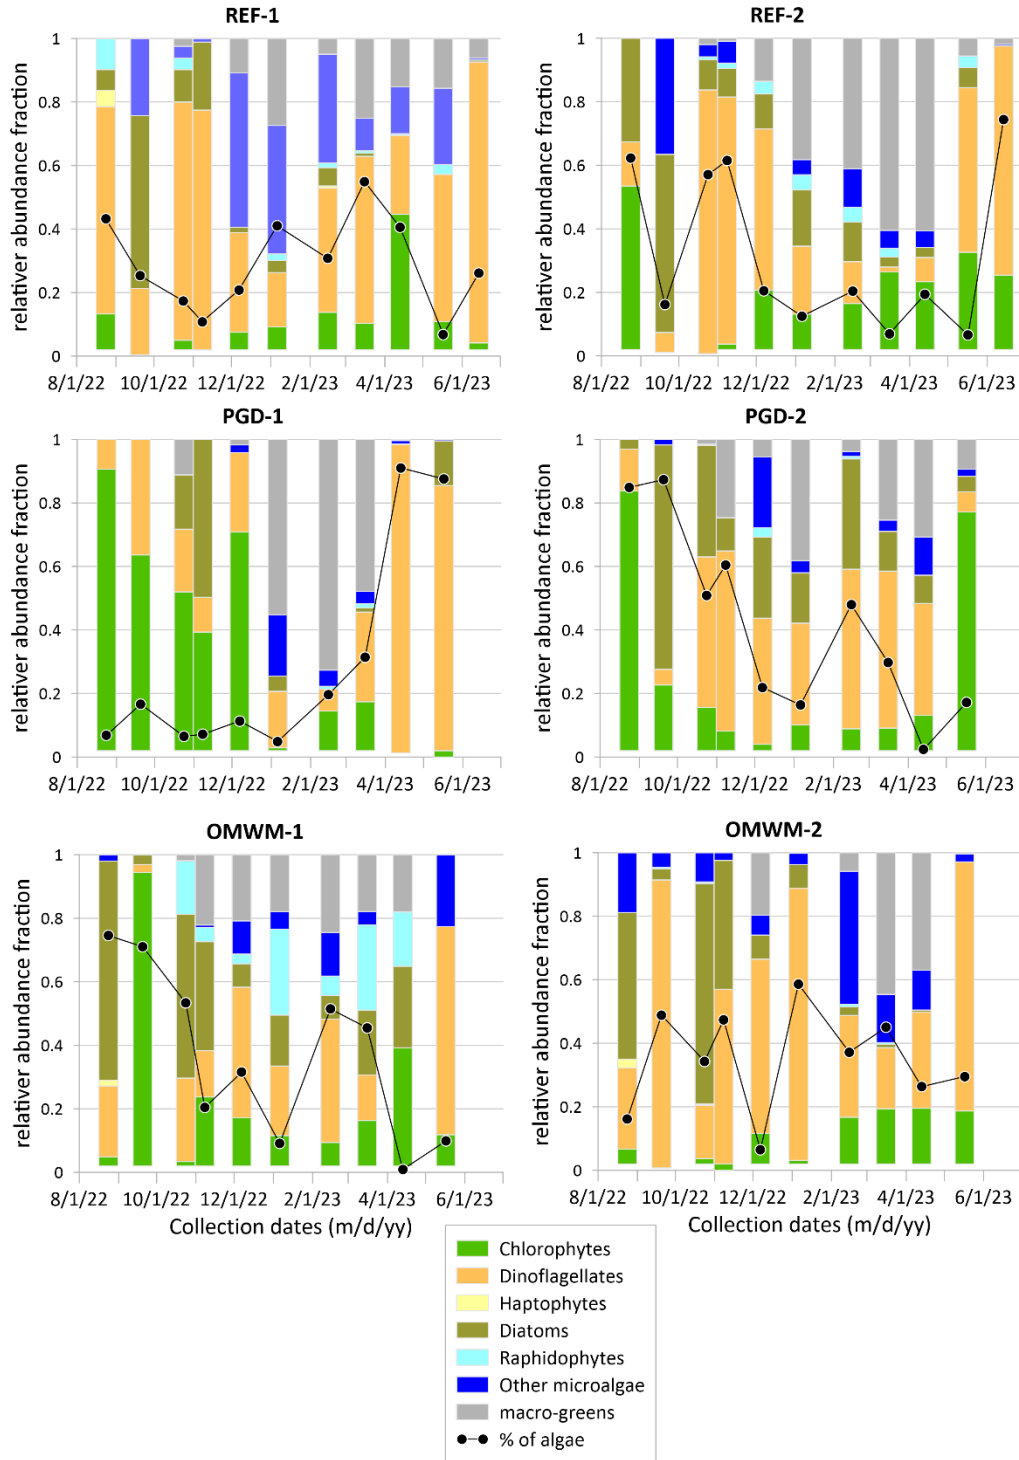 REF-1
relativer abundance fraction
1
0.8
0.6
0.4
0.2
0
8/1/22 10/1/22 12/1/22 2/1/23 4/1/23 6/1/23
REF-2
relativer abundance fraction
1
0.8
0.6
0.4
0.2
0
8/1/22 10/1/22 12/1/22 2/1/23 4/1/23 6/1/23
PGD-1
relativer abundance fraction
1
0.8
0.6
0.4
0.2
0
8/1/22 10/1/22 12/1/22 2/1/23 4/1/23 6/1/23
PGD-2
relativer abundance fraction
1
0.8
0.6
0.4
0.2
0
8/1/22 10/1/22 12/1/22 2/1/23 4/1/23 6/1/23
OMWM-1
relativer abundance fraction
1
0.8
0.6
0.4
0.2
0
8/1/22 10/1/22 12/1/22 2/1/23 4/1/23 6/1/23
Collection dates (m/d/yy)
OMWM-2
relativer abundance fraction
1
0.8
0.6
0.4
0.2
0
8/1/22 10/1/22 12/1/22 2/1/23 4/1/23 6/1/23
Collection dates (m/d/yy)
Chlorophytes
Dinoflagellates
Haptophytes
Diatoms
Raphidophytes
Other microalgae
macro-greens
% of algae